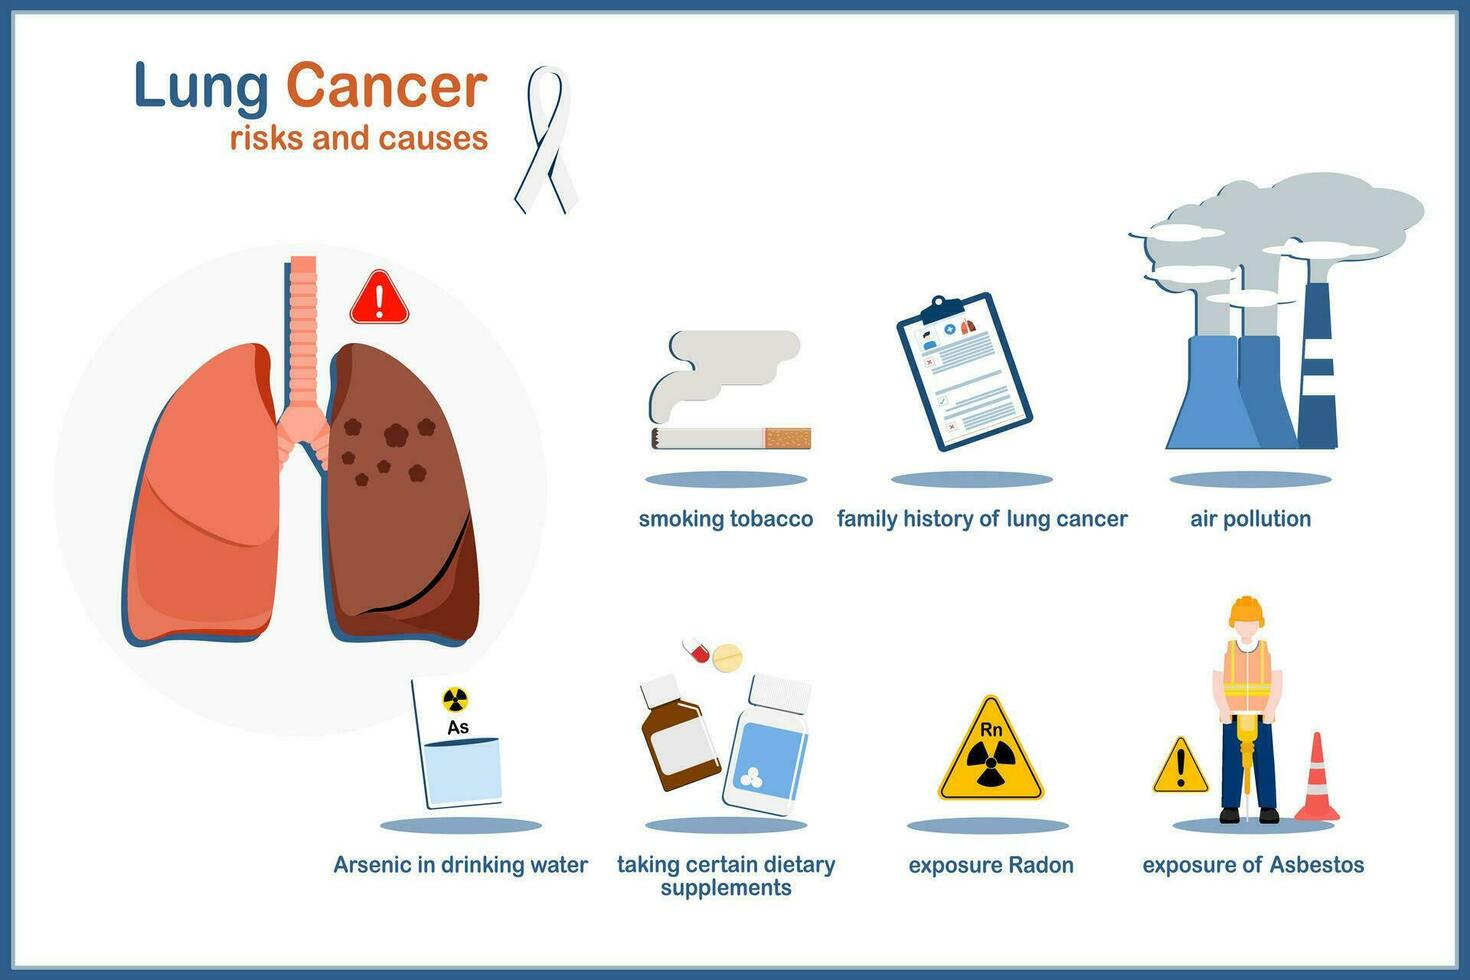 Lung Cancer
risks and causes
smoking tobacco
family history of lung cancer
air pollution
As
Rn
Arsenic in drinking water
taking certain dietary
supplements
exposure Radon
exposure of Asbestos